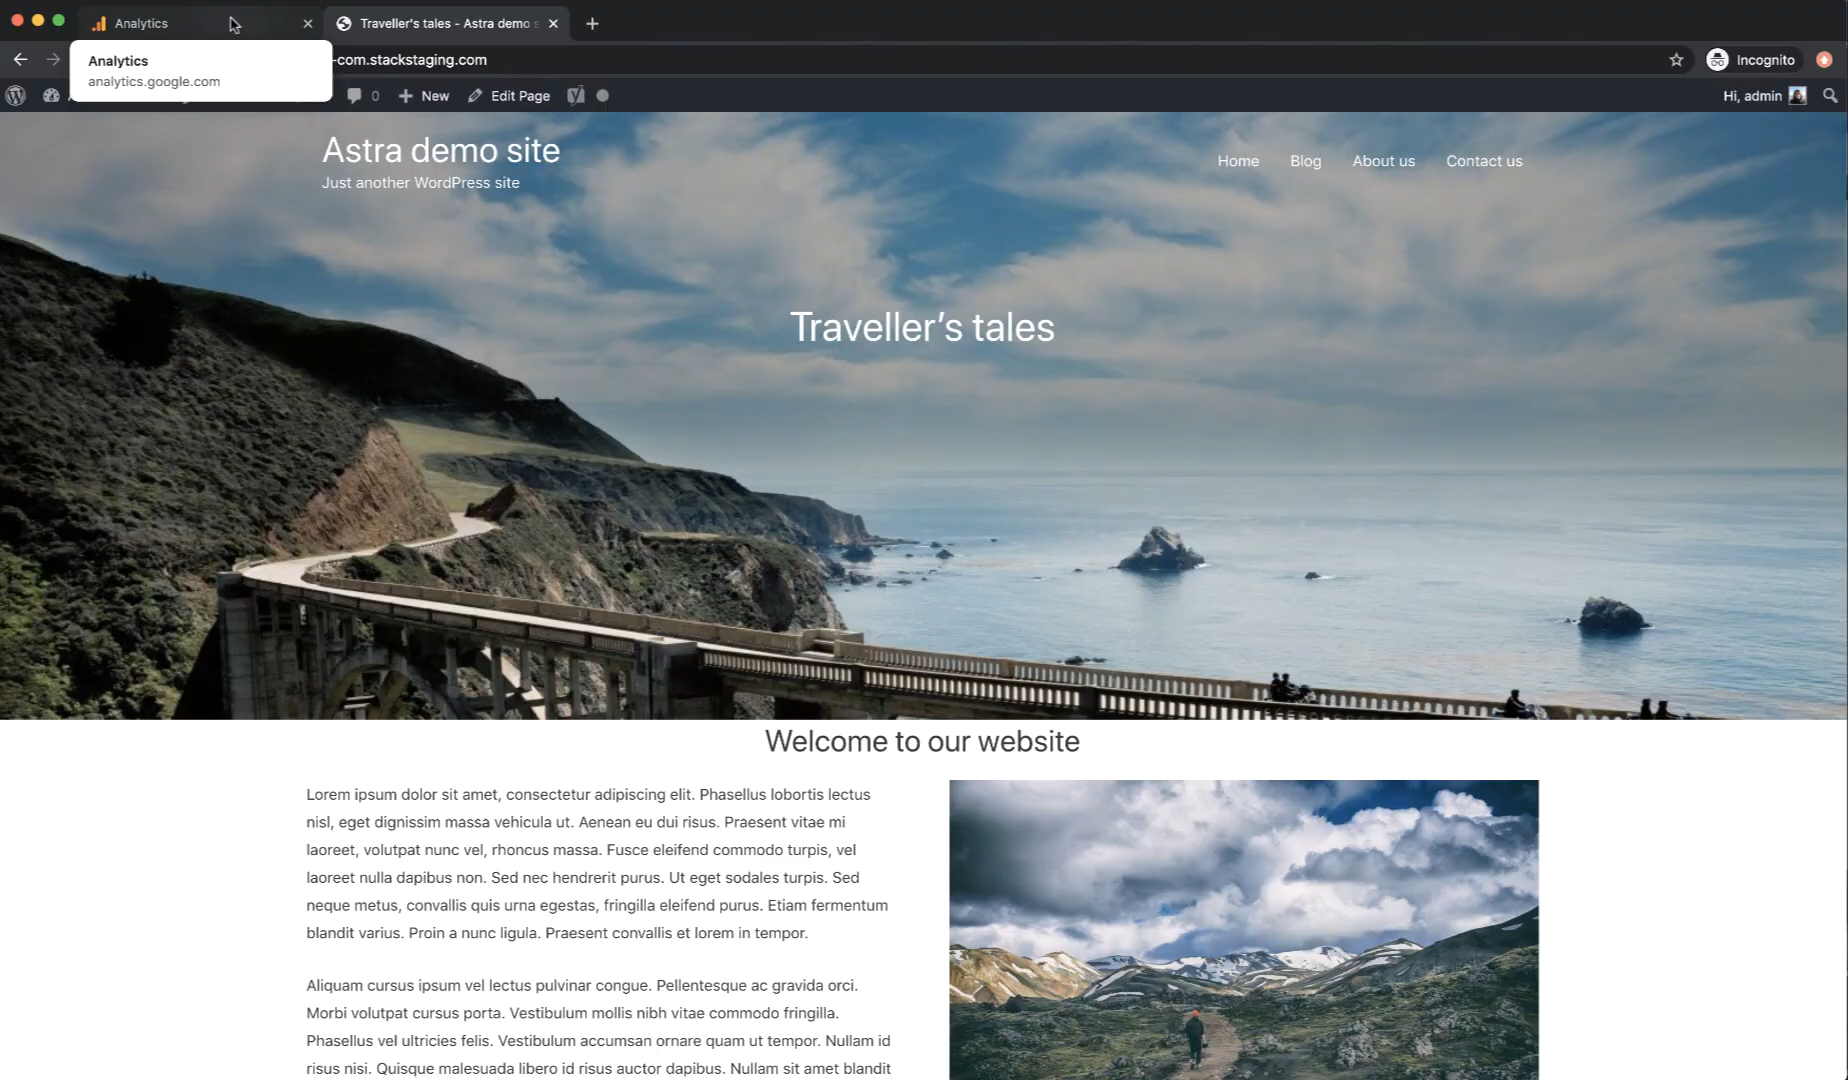 Analytics
Traveller's tales - Astra demo s
Analytics
analytics.google.com
-com.stackstaging.com
Incognito
0
New
Edit Page
Hi, admin
Astra demo site
Just another WordPress site
Home
Blog
About us
Contact us
Traveller’s tales
Welcome to our website
Lorem ipsum dolor sit amet, consectetur adipiscing elit. Phasellus lobortis lectus
nisl, eget dignissim massa vehicula ut. Aenean eu dui risus. Praesent vitae mi
laoreet, volutpat nunc vel, rhoncus massa. Fusce eleifend commodo turpis, vel
laoreet nulla dapibus non. Sed nec hendrerit purus. Ut eget sodales turpis. Sed
neque metus, convallis quis urna egestas, fringilla eleifend purus. Etiam fermentum
blandit varius. Proin a nunc ligula. Praesent convallis et lorem in tempor.
Aliquam cursus ipsum vel lectus pulvinar congue. Pellentesque ac gravida orci.
Morbi volutpat cursus porta. Vestibulum mollis nibh vitae commodo fringilla.
Phasellus vel ultricies felis. Vestibulum accumsan ornare quam ut tempor. Nullam id
risus nisi. Quisque malesuada libero id risus auctor dapibus. Nullam sit amet blandit